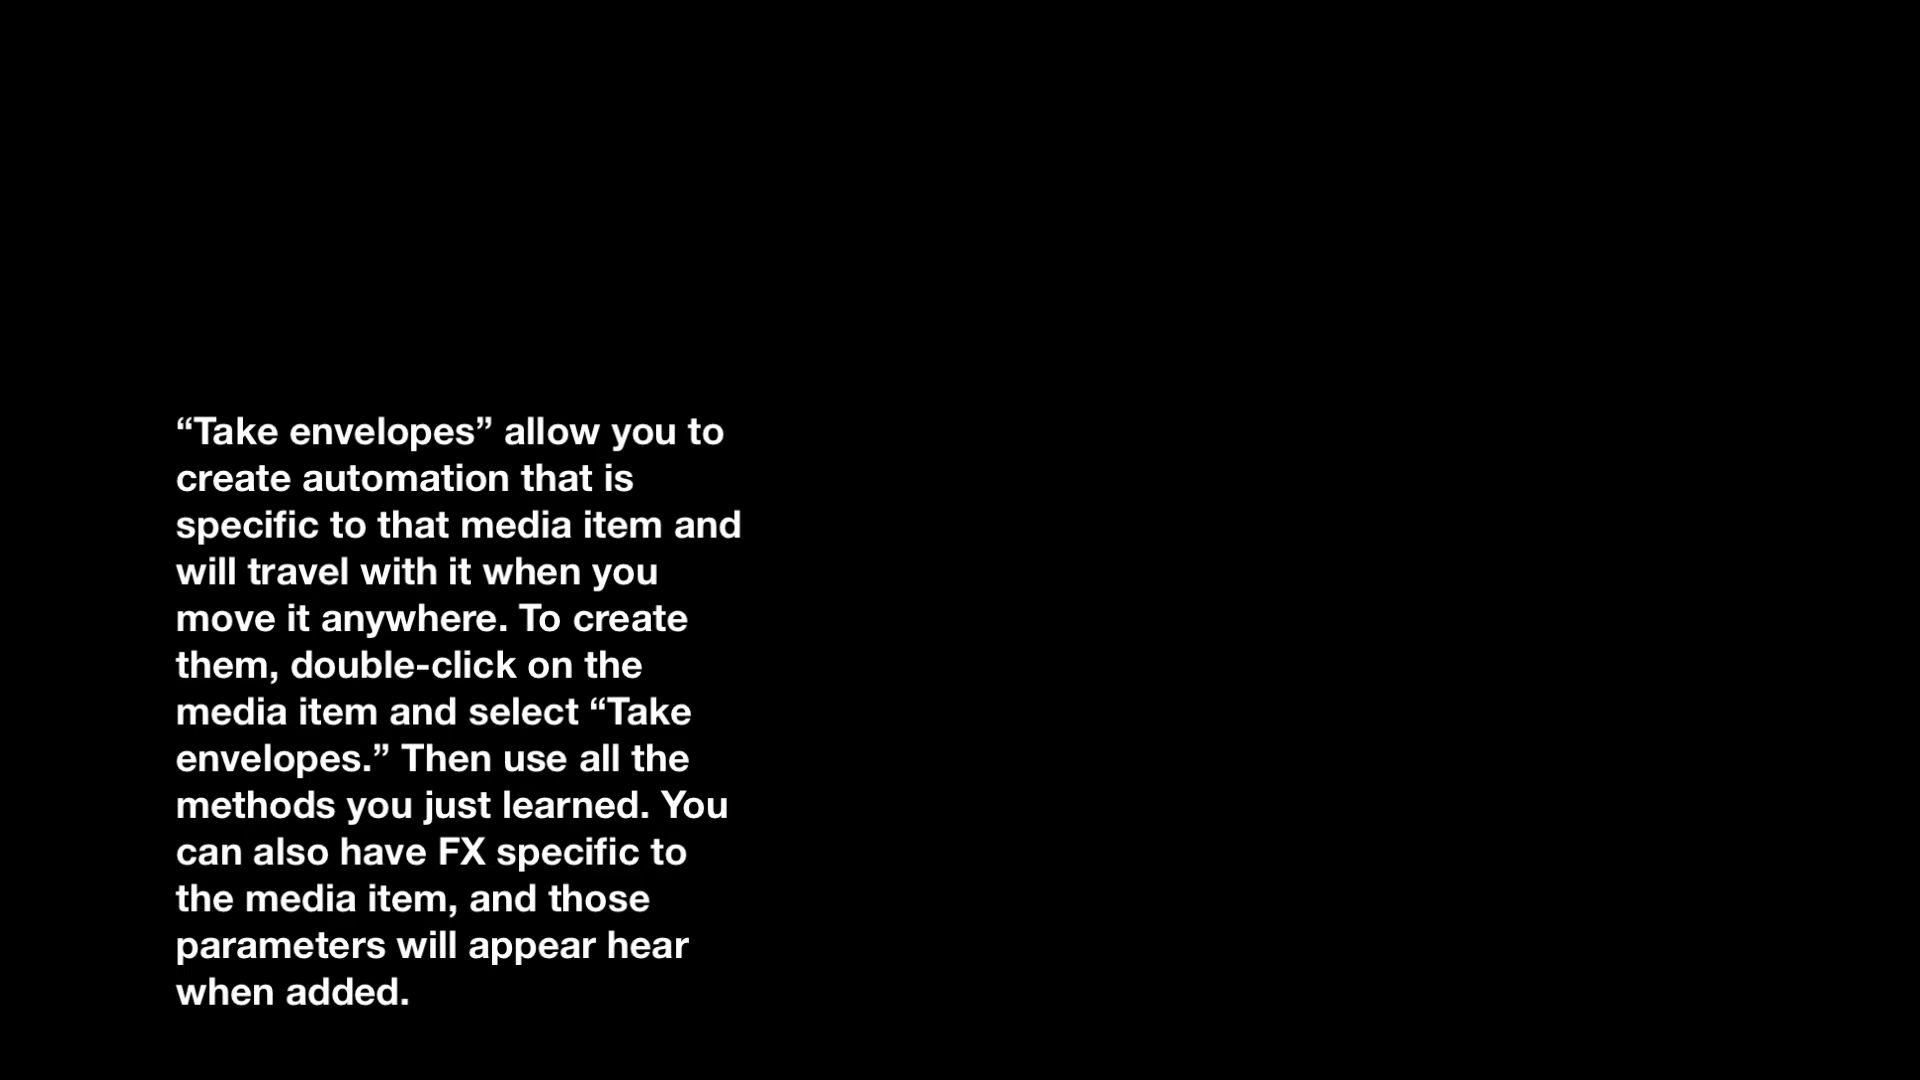 “Take envelopes” allow you to
create automation that is
specific to that media item and
will travel with it when you
move it anywhere. To create
them, double-click on the
media item and select “Take
envelopes.” Then use all the
methods you just learned. You
can also have FX specific to
the media item, and those
parameters will appear hear
when added.